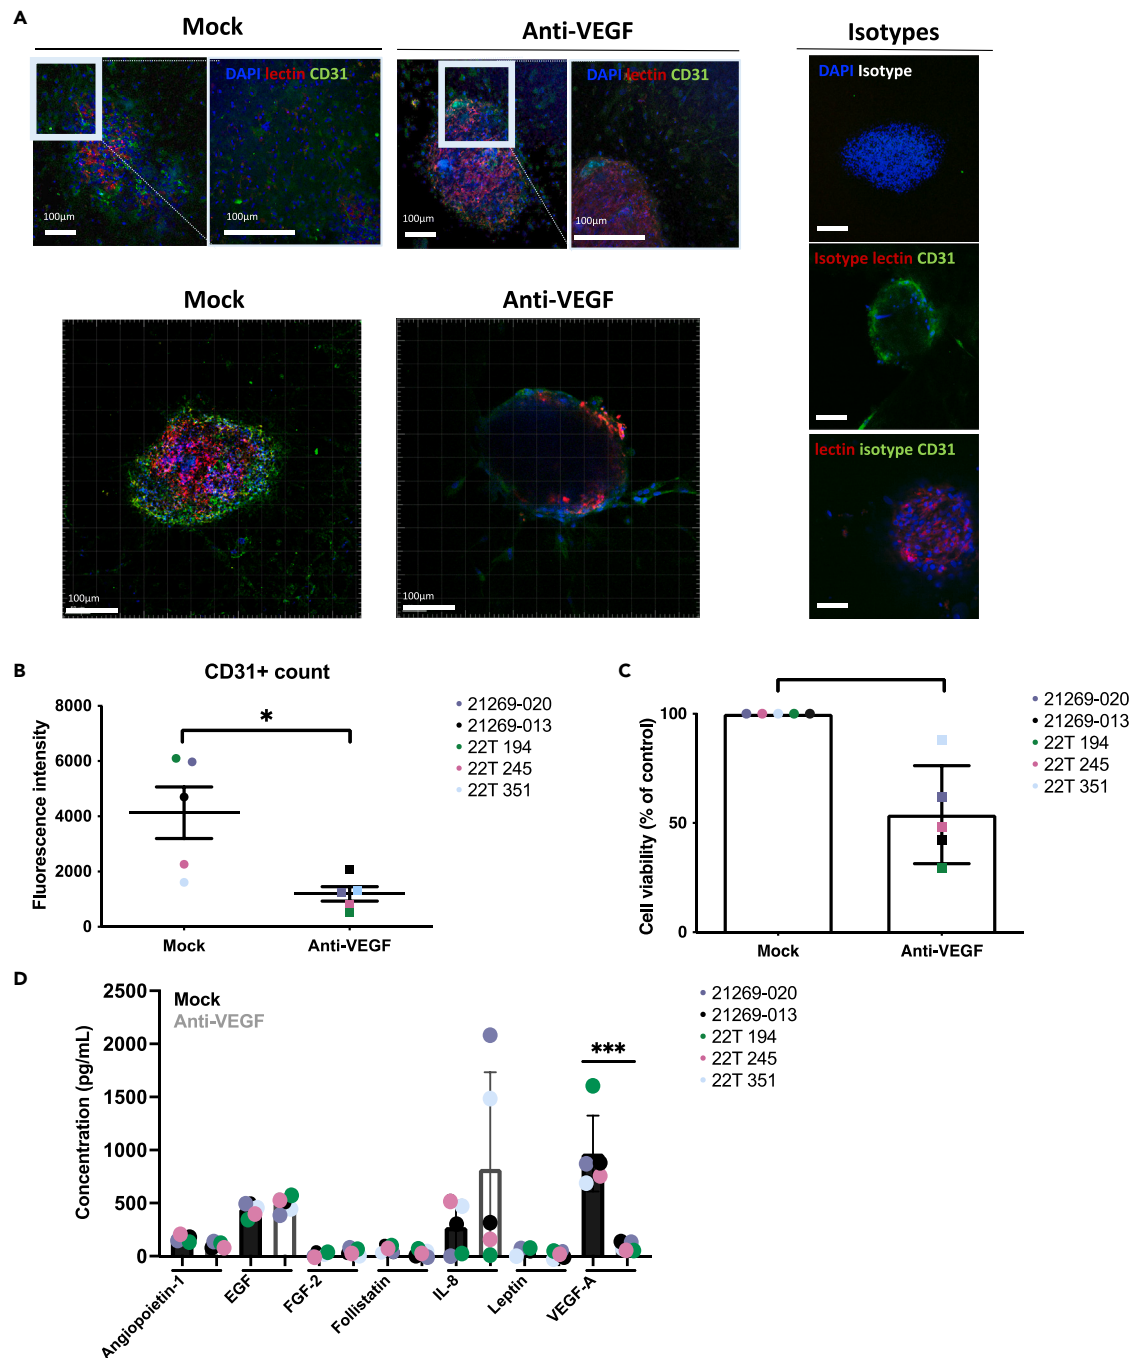 A
Mock
Anti-VEGF
Isotypes
DAPI lectin CD31
DAPI lectin CD31
DAPI Isotype
100µm
100µm
100µm
100µm
Isotype lectin CD31
Mock
Anti-VEGF
lectin isotype CD31
100µm
100µm
B
CD31+ count
8000
6000
4000
2000
0
Fluorescence intensity
*
Mock
Anti-VEGF
21269-020
21269-013
22T 194
22T 245
22T 351
C
100
50
0
Cell viability (% of control)
Mock
Anti-VEGF
21269-020
21269-013
22T 194
22T 245
22T 351
D
2500
2000
1500
1000
500
0
Concentration (pg/mL)
Mock
Anti-VEGF
***
Angiopoietin-1
EGF
FGF-2
Follistatin
IL-8
Leptin
VEGF-A
21269-020
21269-013
22T 194
22T 245
22T 351